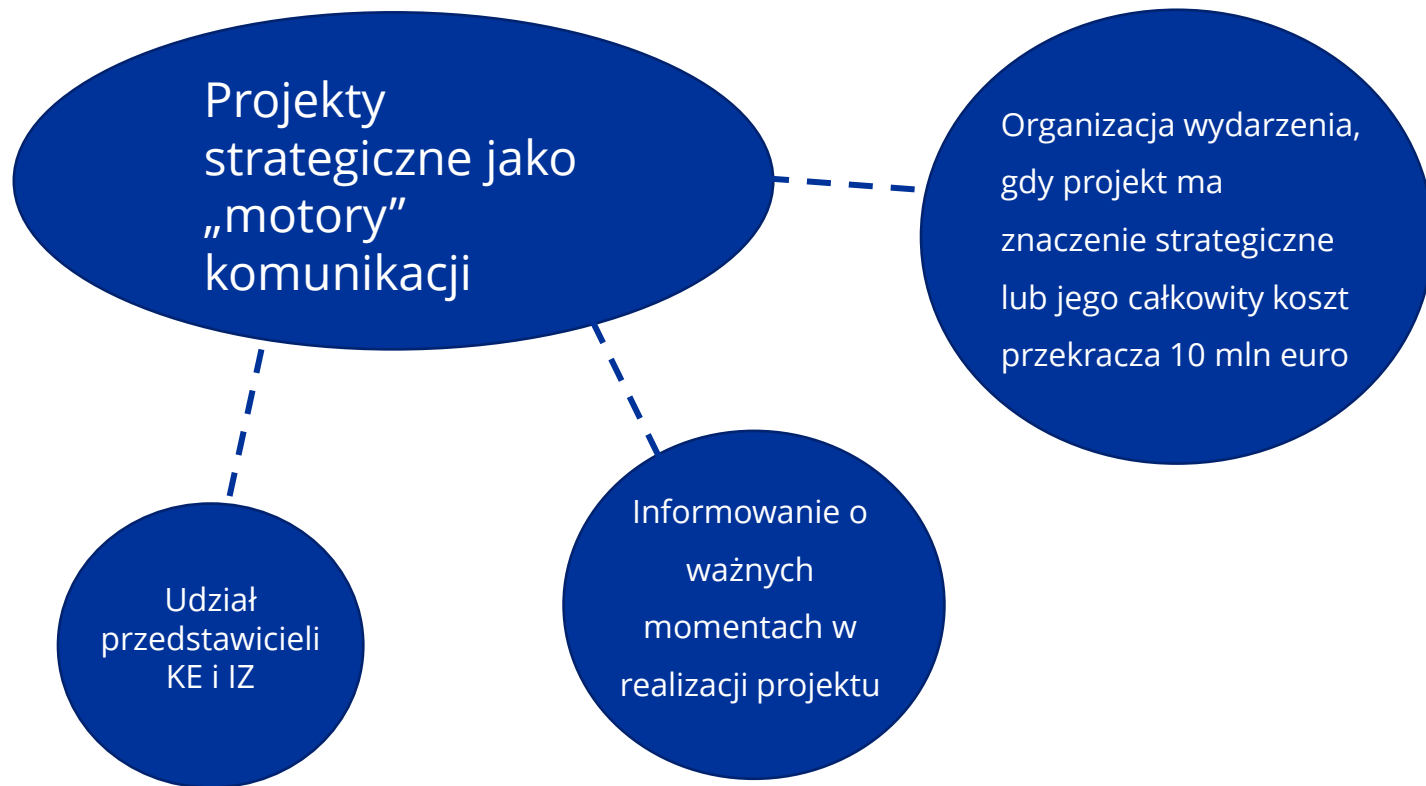 Projekty
strategiczne jako
„motory”
komunikacji
Organizacja wydarzenia,
gdy projekt ma
znaczenie strategiczne
lub jego całkowity koszt
przekracza 10 mln euro
Informowanie o
ważnych
momentach w
realizacji projektu
Udział
przedstawicieli
KE i IZ